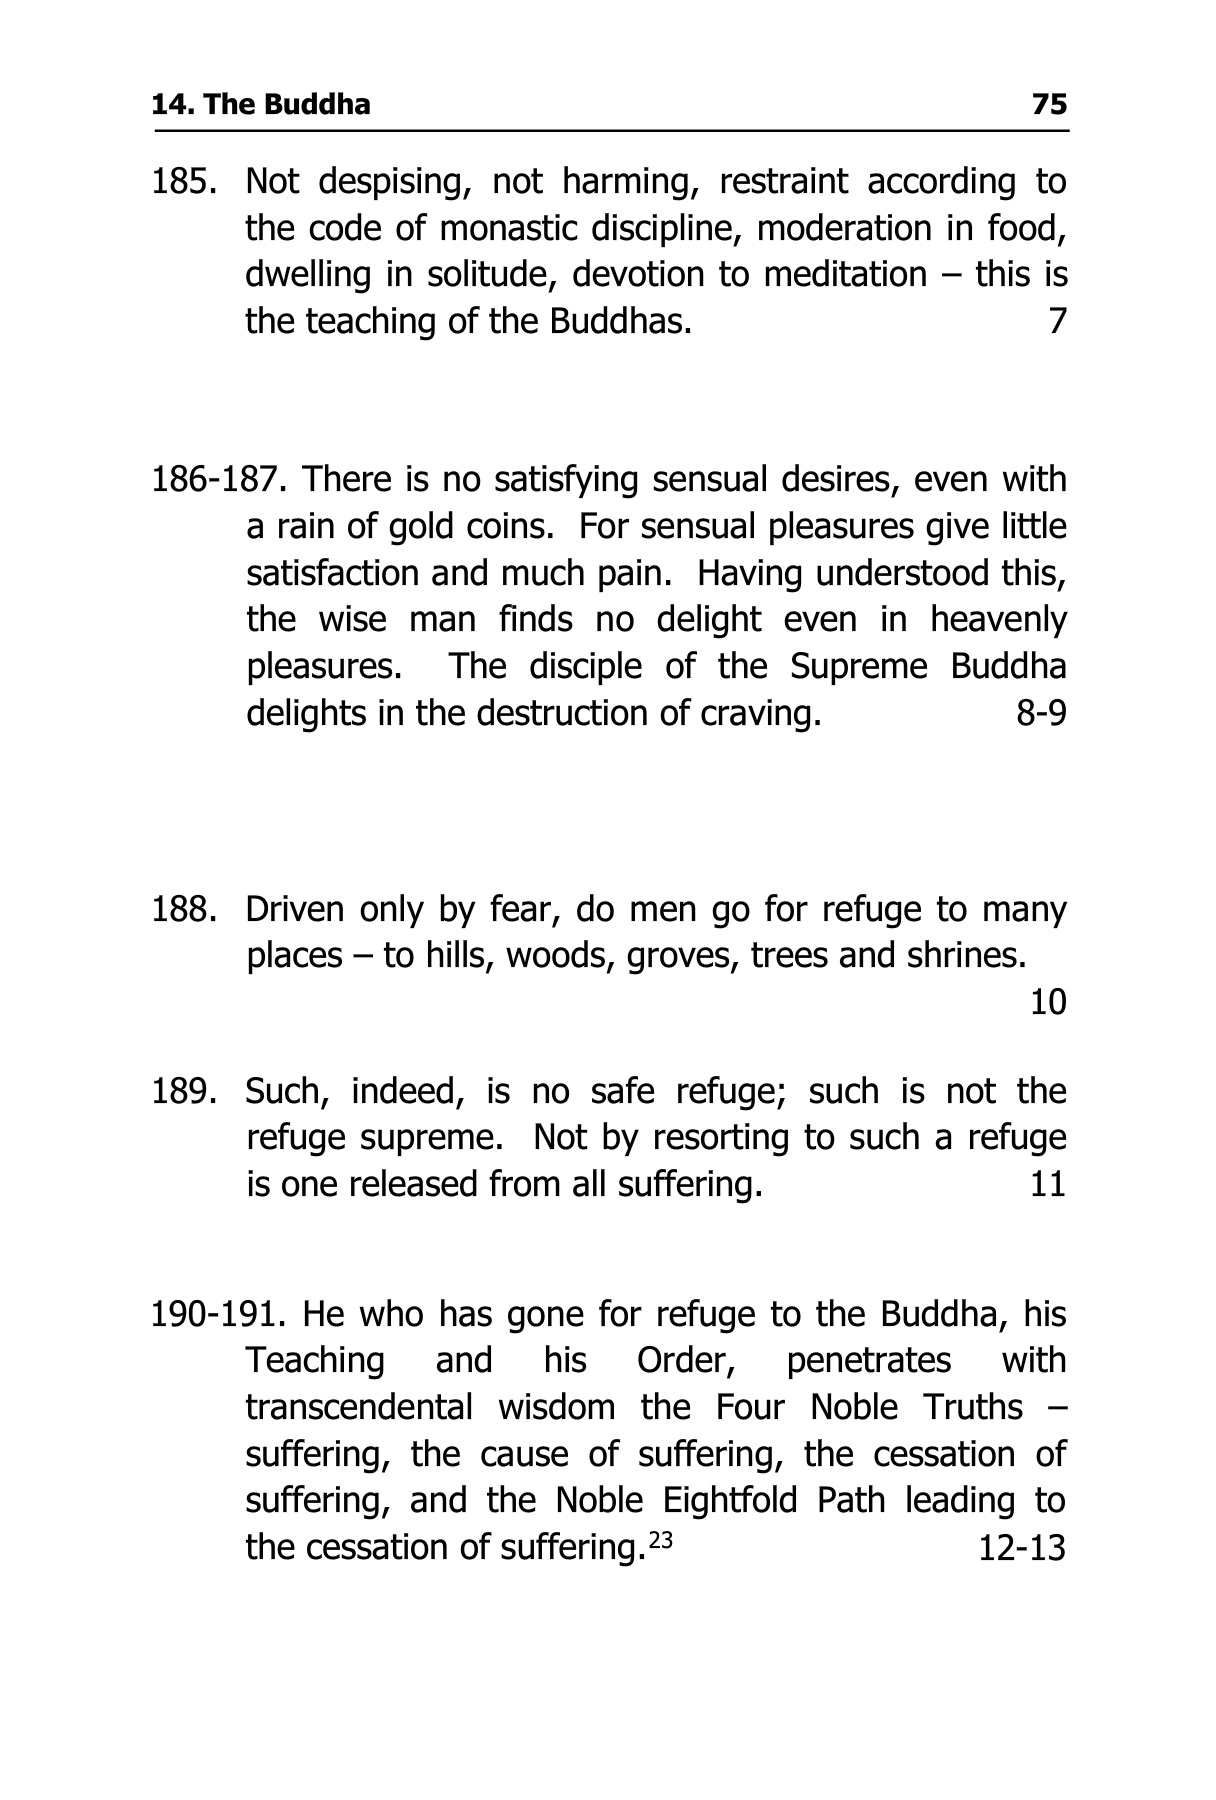 14. The Buddha 75
185. Not despising, not harming, restraint according to
the code of monastic discipline, moderation in food,
dwelling in solitude, devotion to meditation – this is
the teaching of the Buddhas. 7
186-187. There is no satisfying sensual desires, even with
a rain of gold coins. For sensual pleasures give little
satisfaction and much pain. Having understood this,
the wise man finds no delight even in heavenly
pleasures. The disciple of the Supreme Buddha
delights in the destruction of craving. 8-9
188. Driven only by fear, do men go for refuge to many
places – to hills, woods, groves, trees and shrines.
10
189. Such, indeed, is no safe refuge; such is not the
refuge supreme. Not by resorting to such a refuge
is one released from all suffering. 11
190-191. He who has gone for refuge to the Buddha, his
Teaching and his Order, penetrates with
transcendental wisdom the Four Noble Truths –
suffering, the cause of suffering, the cessation of
suffering, and the Noble Eightfold Path leading to
the cessation of suffering.23 12-13